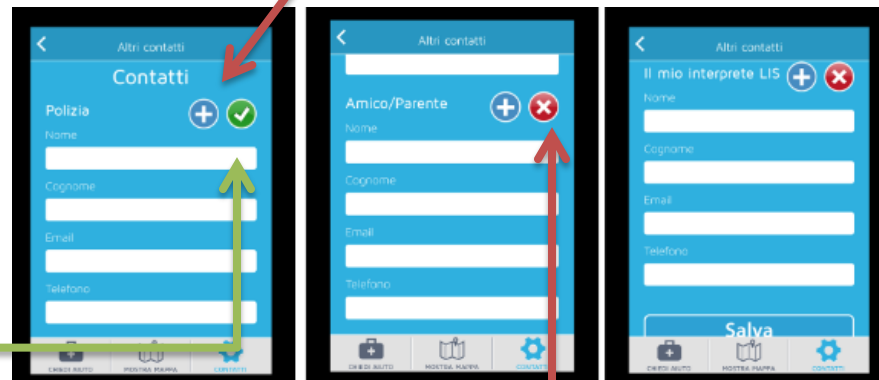 Altri contatti
Contatti
Polizia
Nome
Cognome
Email
Telefono
CHIEDI AIUTO
MOSTRA MAPPA
CONTATTI
Altri contatti
Amico/Parente
Nome
Cognome
Email
Telefono
CHIEDI AIUTO
MOSTRA MAPPA
CONTATTI
Altri contatti
Il mio interprete LIS
Nome
Cognome
Email
Telefono
Salva
CHIEDI AIUTO
MOSTRA MAPPA
CONTATTI